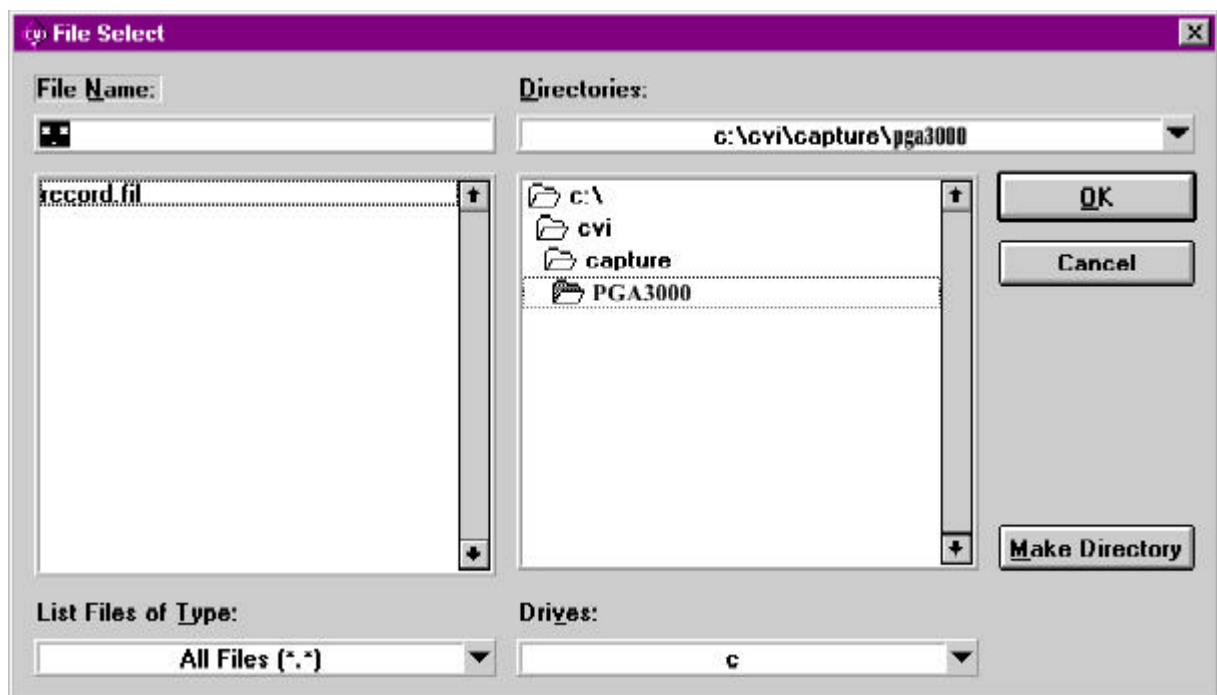 cvi File Select
File Name:
Directories:
*.*
c:\cvi\capture\pga3000
record.fil
c:\
cvi
capture
PGA3000
OK
Cancel
Make Directory
List Files of Type:
Drives:
All Files (*.*)
c